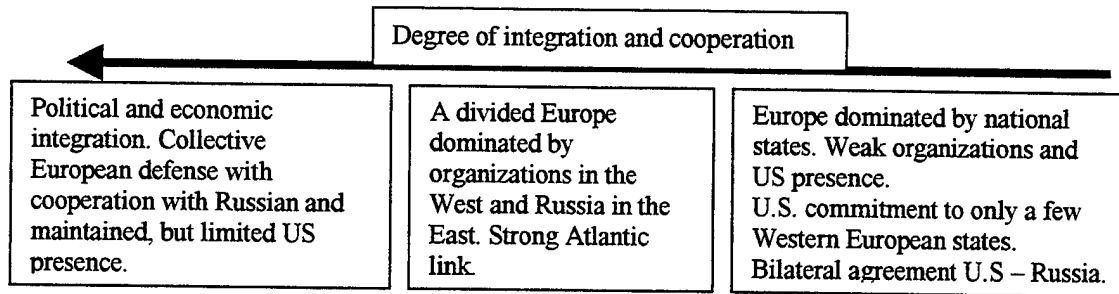 Degree of integration and cooperation
Political and economic
integration. Collective
European defense with
cooperation with Russian and
maintained, but limited US
presence.
A divided Europe
dominated by
organizations in the
West and Russia in the
East. Strong Atlantic
link.
Europe dominated by national
states. Weak organizations and
US presence.
U.S. commitment to only a few
Western European states.
Bilateral agreement U.S – Russia.